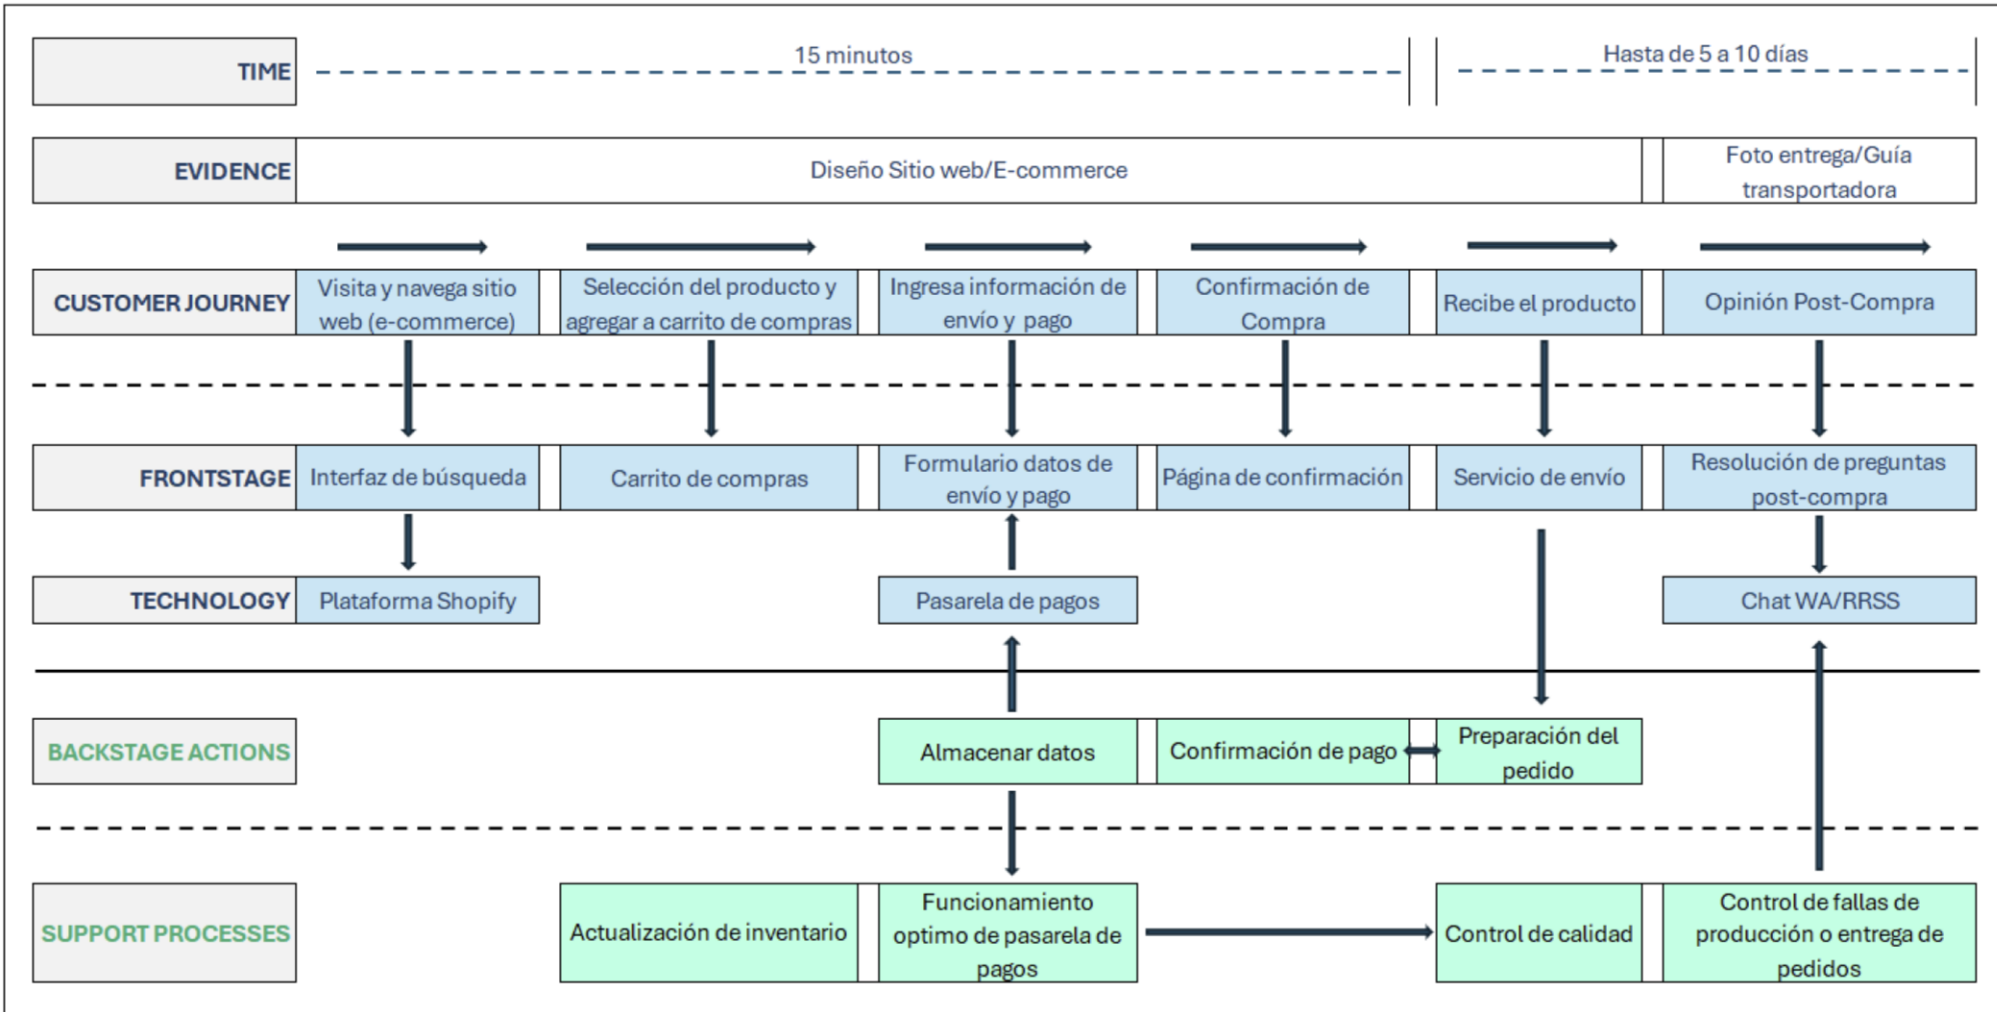 TIME
15 minutos
Hasta de 5 a 10 días
EVIDENCE
Diseño Sitio web/E-commerce
Foto entrega/Guía
transportadora
CUSTOMER JOURNEY
Visita y navega sitio
web (e-commerce)
Selección del producto y
agregar a carrito de compras
Ingresa información de
envío y pago
Confirmación de
Compra
Recibe el producto
Opinión Post-Compra
FRONTSTAGE
Interfaz de búsqueda
Carrito de compras
Formulario datos de
envío y pago
Página de confirmación
Servicio de envío
Resolución de preguntas
post-compra
TECHNOLOGY
Plataforma Shopify
Pasarela de pagos
Chat WA/RRSS
BACKSTAGE ACTIONS
Almacenar datos
Confirmación de pago
Preparación del
pedido
SUPPORT PROCESSES
Actualización de inventario
Funcionamiento
optimo de pasarela de
pagos
Control de calidad
Control de fallas de
producción o entrega de
pedidos